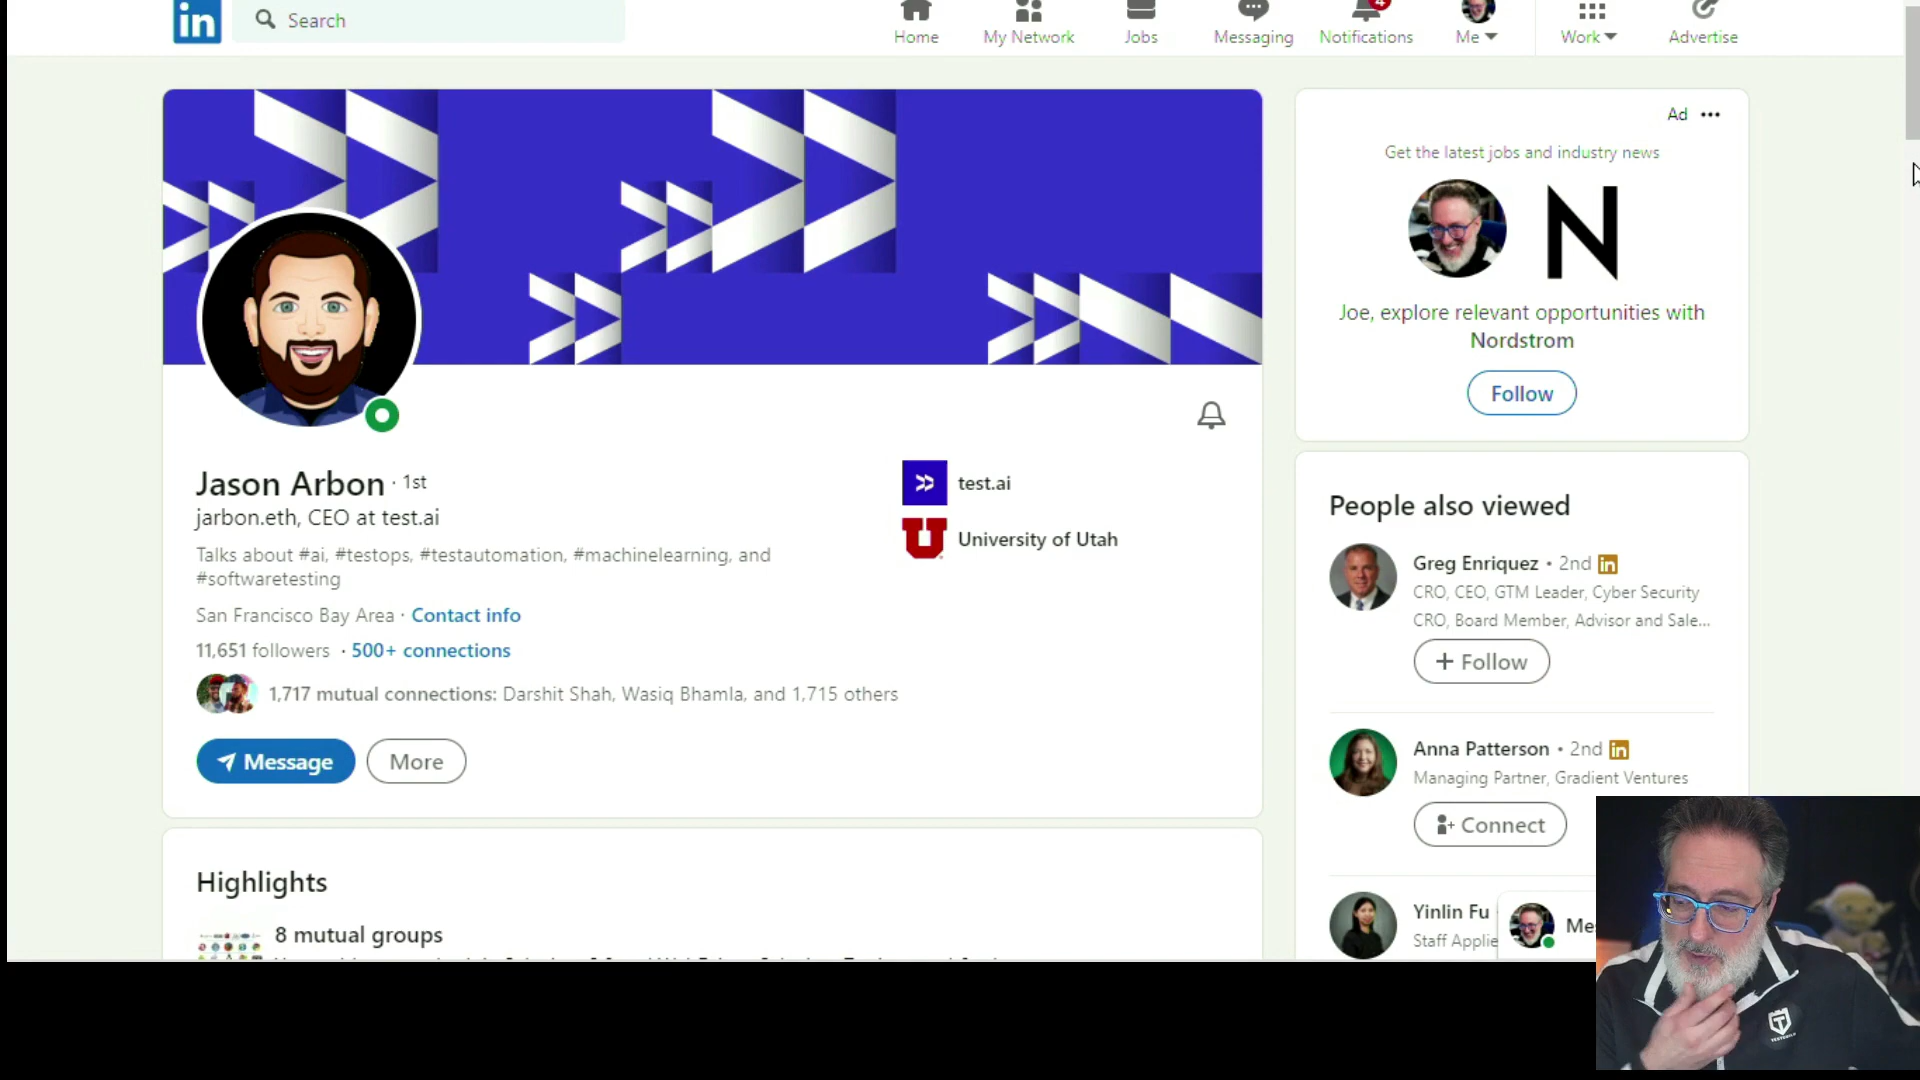 in
Search
Home
My Network
Jobs
Messaging
4
Notifications
Me
Work
Advertise
Ad
Get the latest jobs and industry news
N
Joe, explore relevant opportunities with
Nordstrom
Follow
Jason Arbon · 1st
jarbon.eth, CEO at test.ai
Talks about #ai, #testops, #testautomation, #machinelearning, and
#softwaretesting
San Francisco Bay Area · Contact info
11,651 followers · 500+ connections
1,717 mutual connections: Darshit Shah, Wasiq Bhamla, and 1,715 others
Message
More
test.ai
U
University of Utah
People also viewed
Greg Enriquez • 2nd in
CRO, CEO, GTM Leader, Cyber Security
CRO, Board Member, Advisor and Sale...
+ Follow
Anna Patterson • 2nd in
Managing Partner, Gradient Ventures
Connect
Yinlin Fu
Staff Applie
Me
Highlights
8 mutual groups